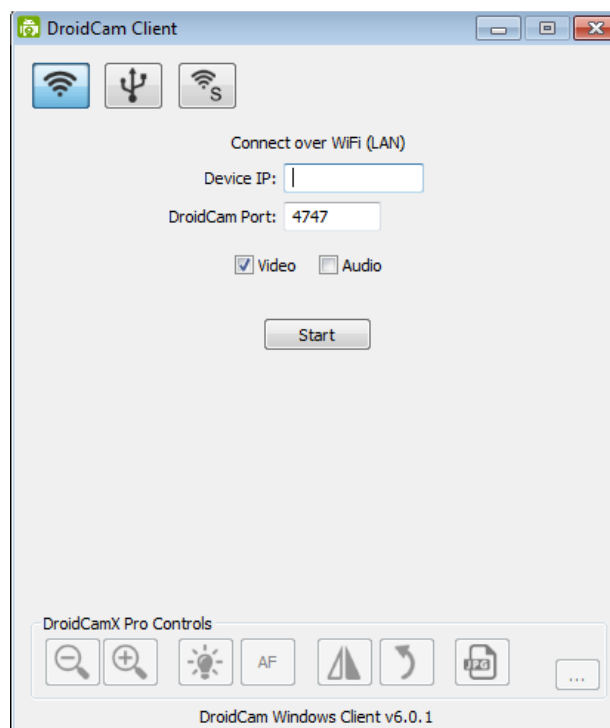 DroidCam Client
S
Connect over WiFi (LAN)
Device IP:
DroidCam Port: 4747
Video Audio
Start
DroidCamX Pro Controls
AF
JPG
...
DroidCam Windows Client v6.0.1